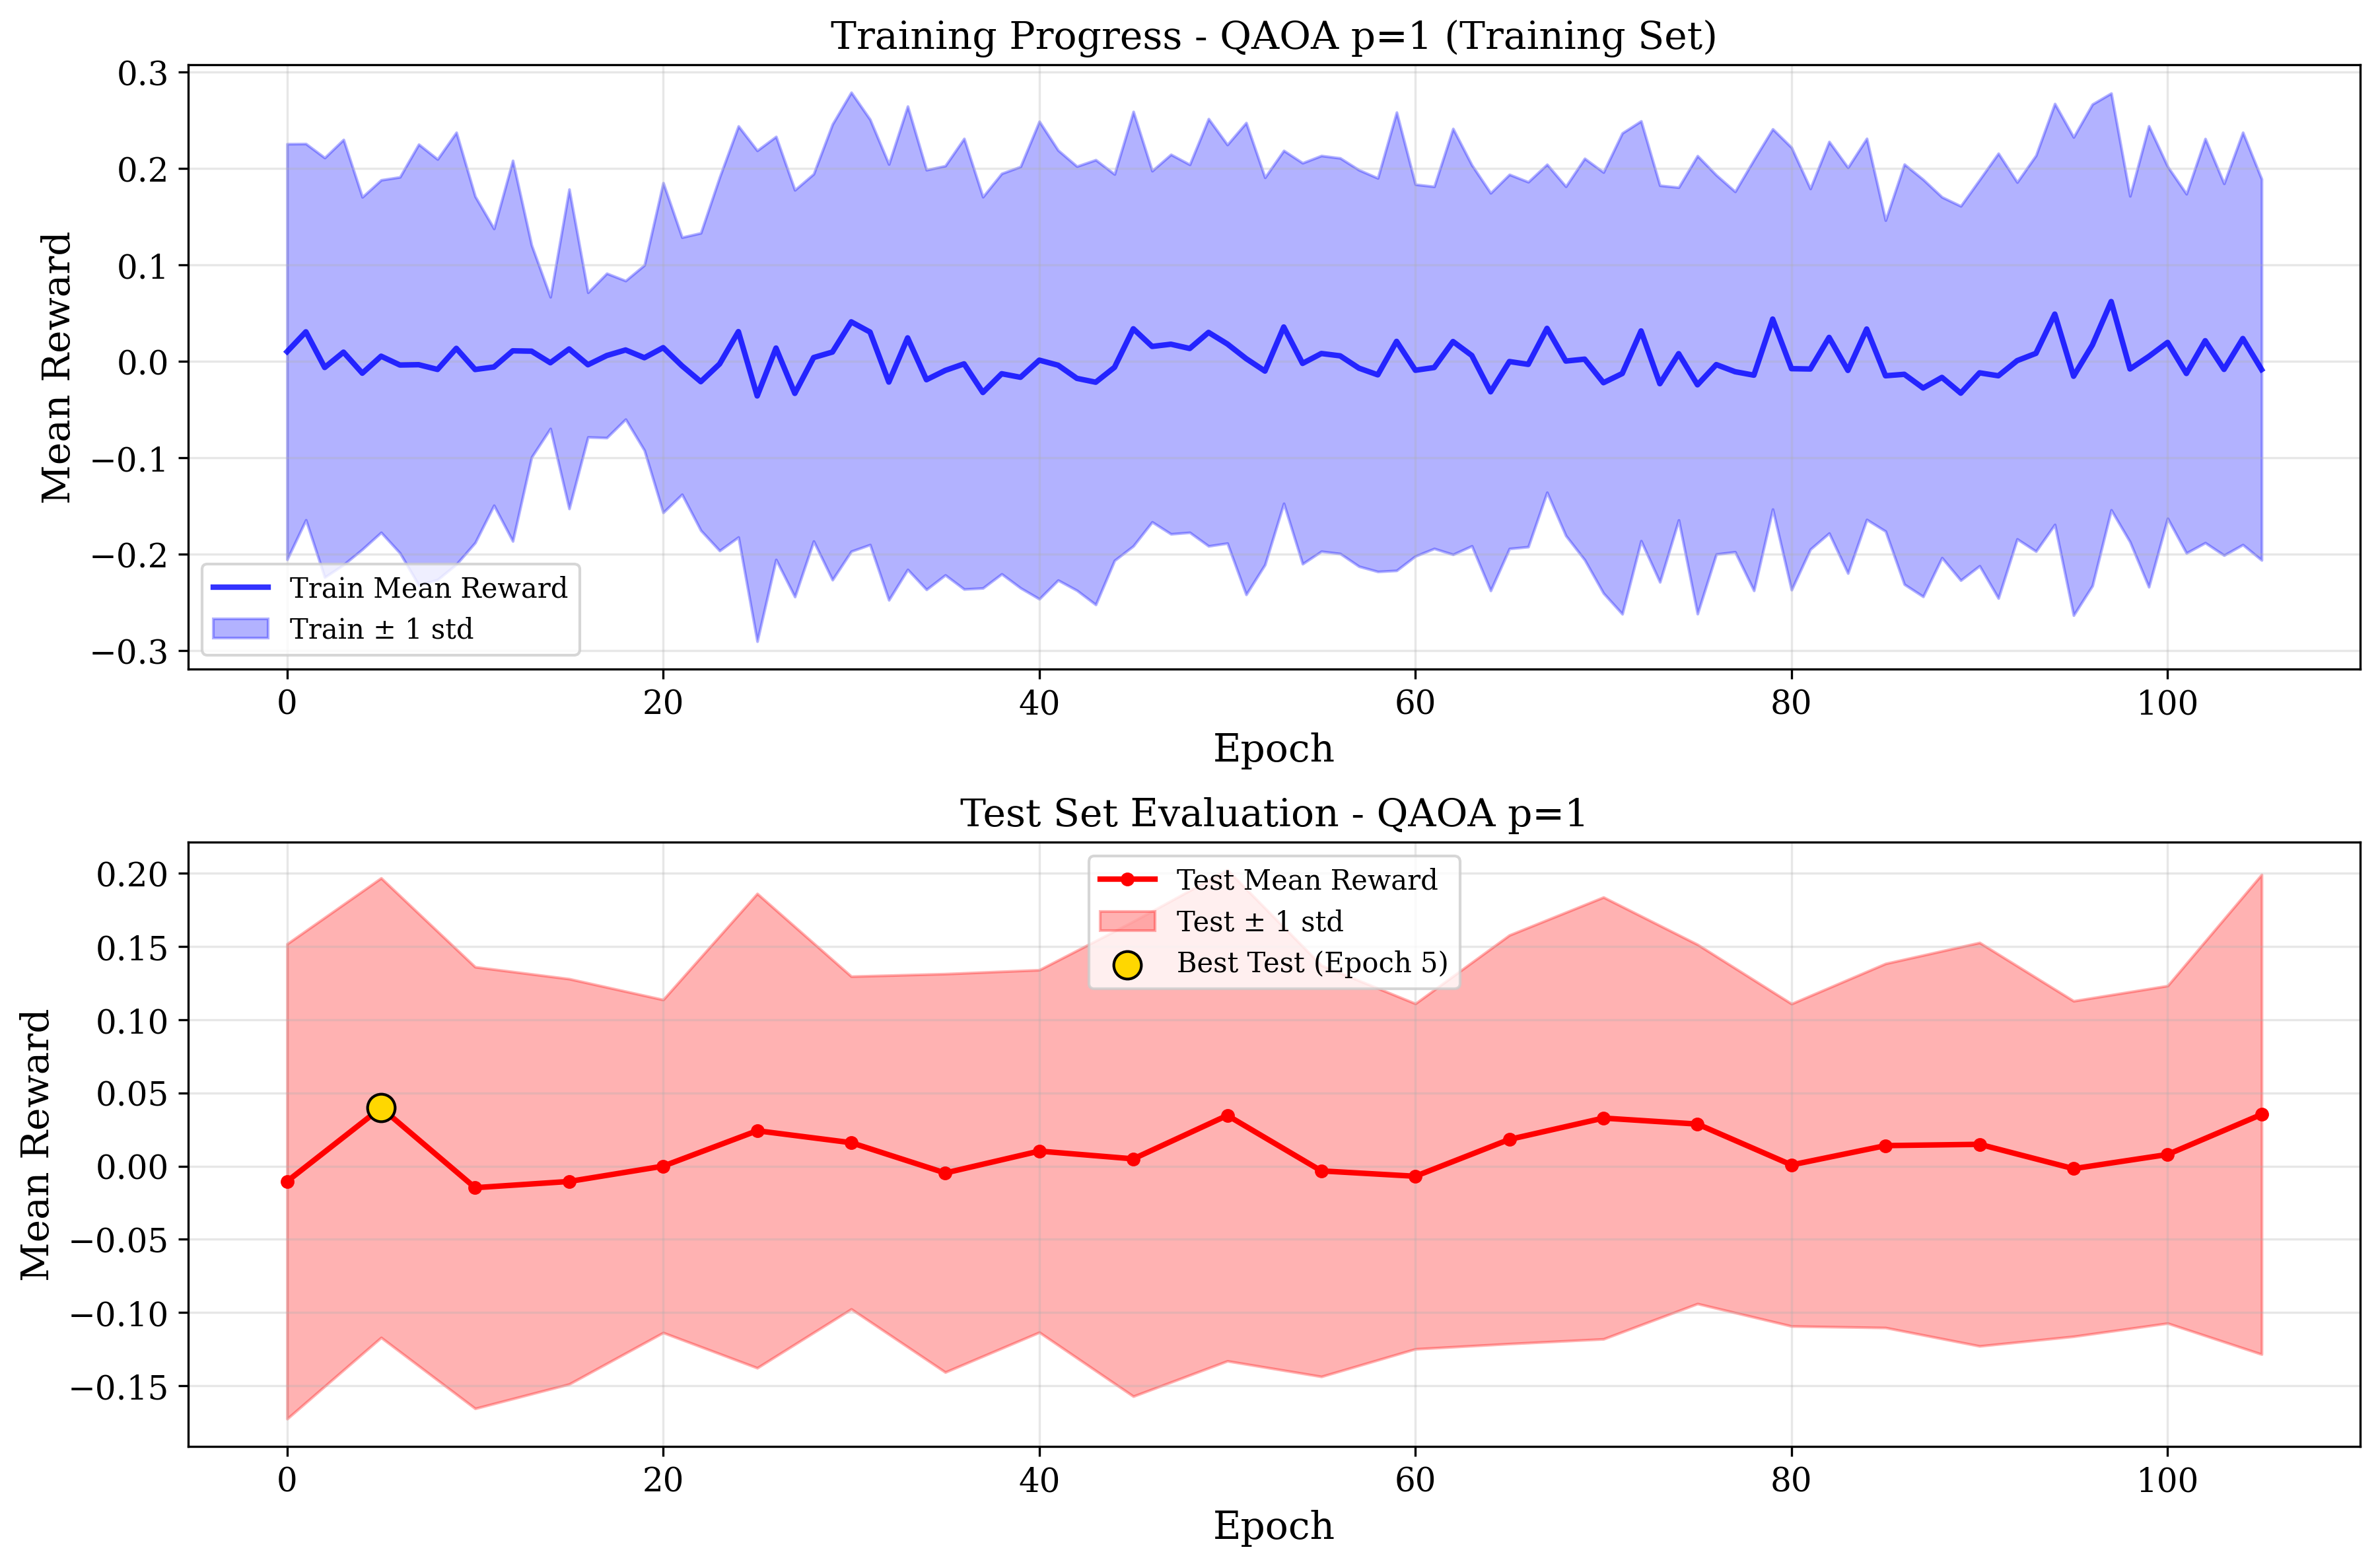 Training Progress - QAOA p=1 (Training Set)
Mean Reward
0.3
0.2
0.1
0.0
−0.1
−0.2
−0.3
Train Mean Reward
Train ± 1 std
0 20 40 60 80 100
Epoch
Test Set Evaluation - QAOA p=1
Mean Reward
0.20
0.15
0.10
0.05
0.00
−0.05
−0.10
−0.15
Test Mean Reward
Test ± 1 std
Best Test (Epoch 5)
0 20 40 60 80 100
Epoch